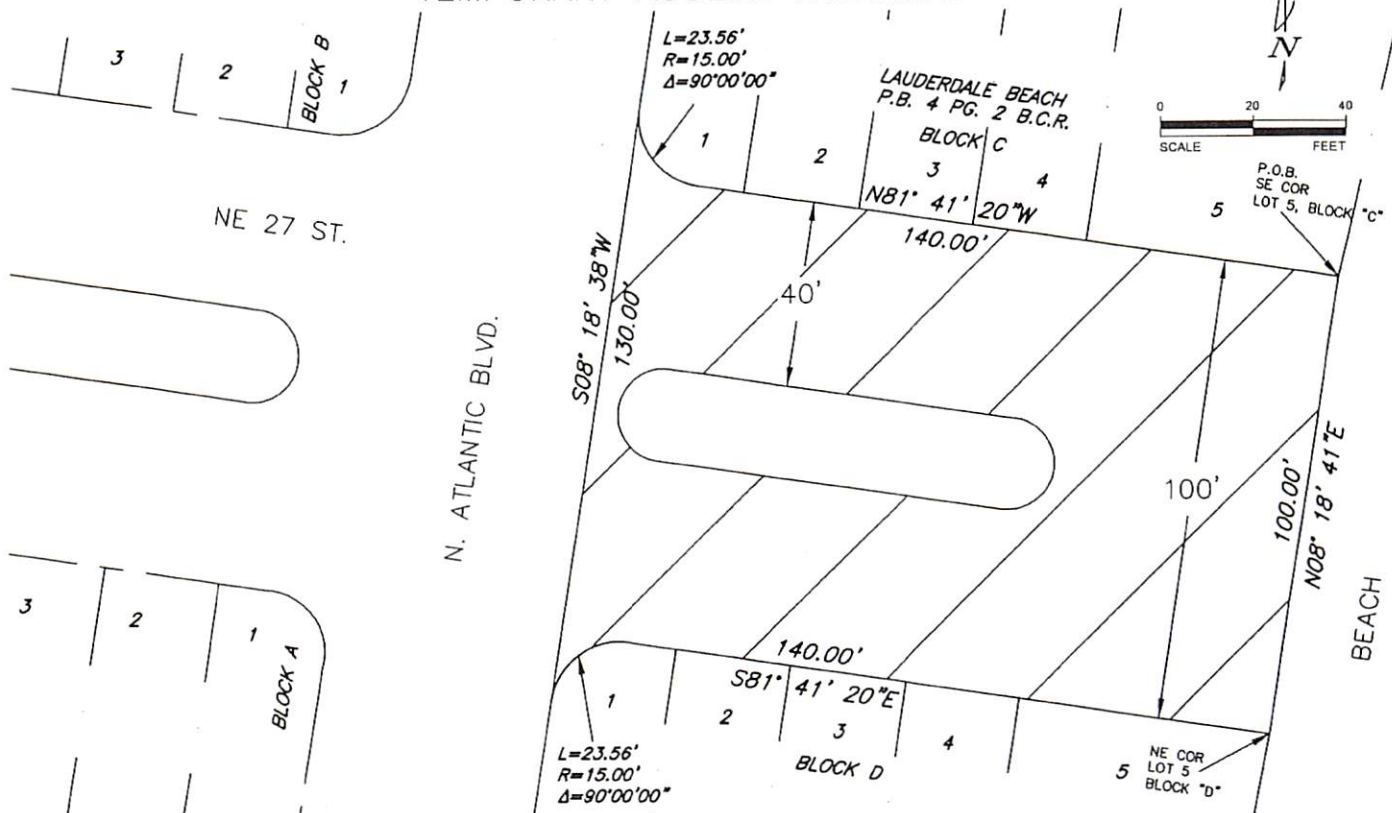 L=23.56'
R=15.00'
Δ=90°00'00"
LAUDERDALE BEACH
P.B. 4 PG. 2 B.C.R.
BLOCK C
N
0 20 40
SCALE FEET
P.O.B.
SE COR
LOT 5, BLOCK "C"
3
2
1
BLOCK B
1
2
3
4
5
N81° 41' 20"W
140.00'
NE 27 ST.
40'
S08° 18' 38"W
130.00'
N. ATLANTIC BLVD.
100'
100.00'
N08° 18' 41"E
BEACH
3
2
1
BLOCK A
140.00'
S81° 41' 20"E
1
2
3
4
5
BLOCK D
L=23.56'
R=15.00'
Δ=90°00'00"
NE COR
LOT 5
BLOCK "D"